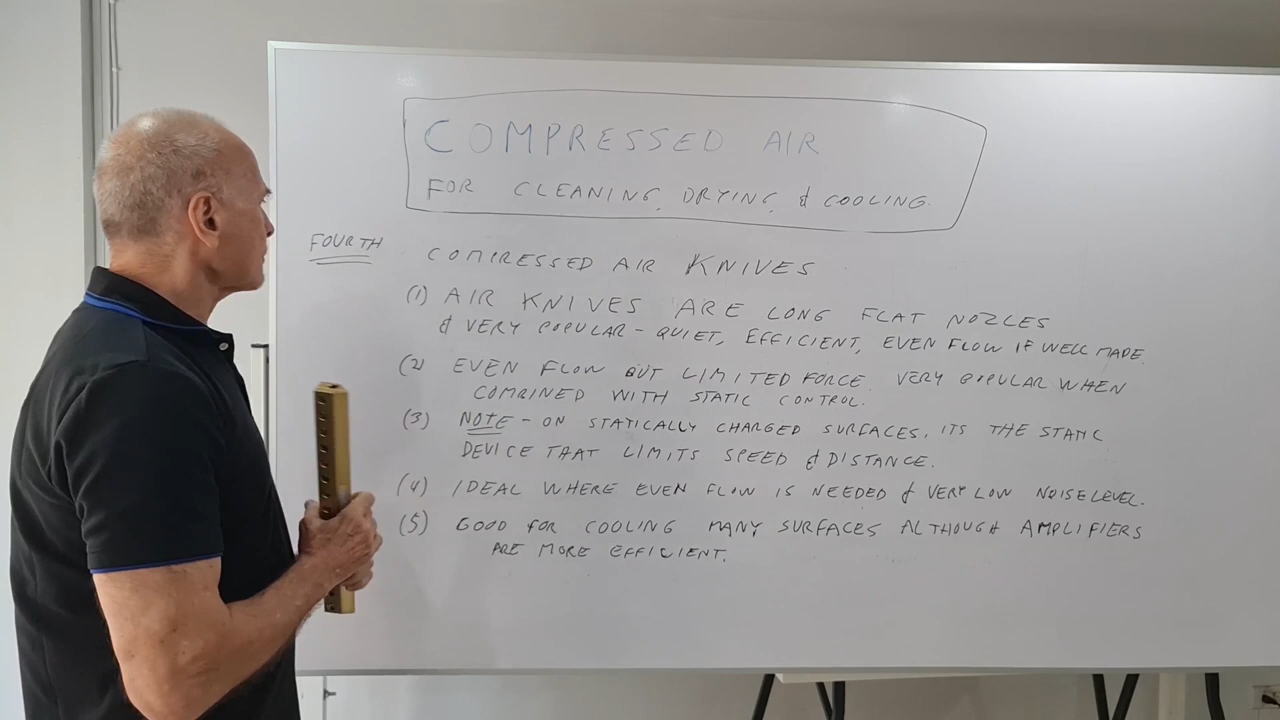 COMPRESSED AIR
FOR CLEANING, DRYING, & COOLING.
FOURTH COMPRESSED AIR KNIVES
(1) AIR KNIVES ARE LONG FLAT NOZLES
& VERY POPULAR - QUIET, EFFICIENT, EVEN FLOW IF WELL MADE.
(2) EVEN FLOW BUT LIMITED FORCE. VERY POPULAR WHEN
COMBINED WITH STATIC CONTROL.
(3) NOTE - ON STATICALLY CHARGED SURFACES, ITS THE STATIC
DEVICE THAT LIMITS SPEED & DISTANCE.
(4) IDEAL WHERE EVEN FLOW IS NEEDED & VERY LOW NOISE LEVEL.
(5) GOOD FOR COOLING MANY SURFACES ALTHOUGH AMPLIFIERS
ARE MORE EFFICIENT.